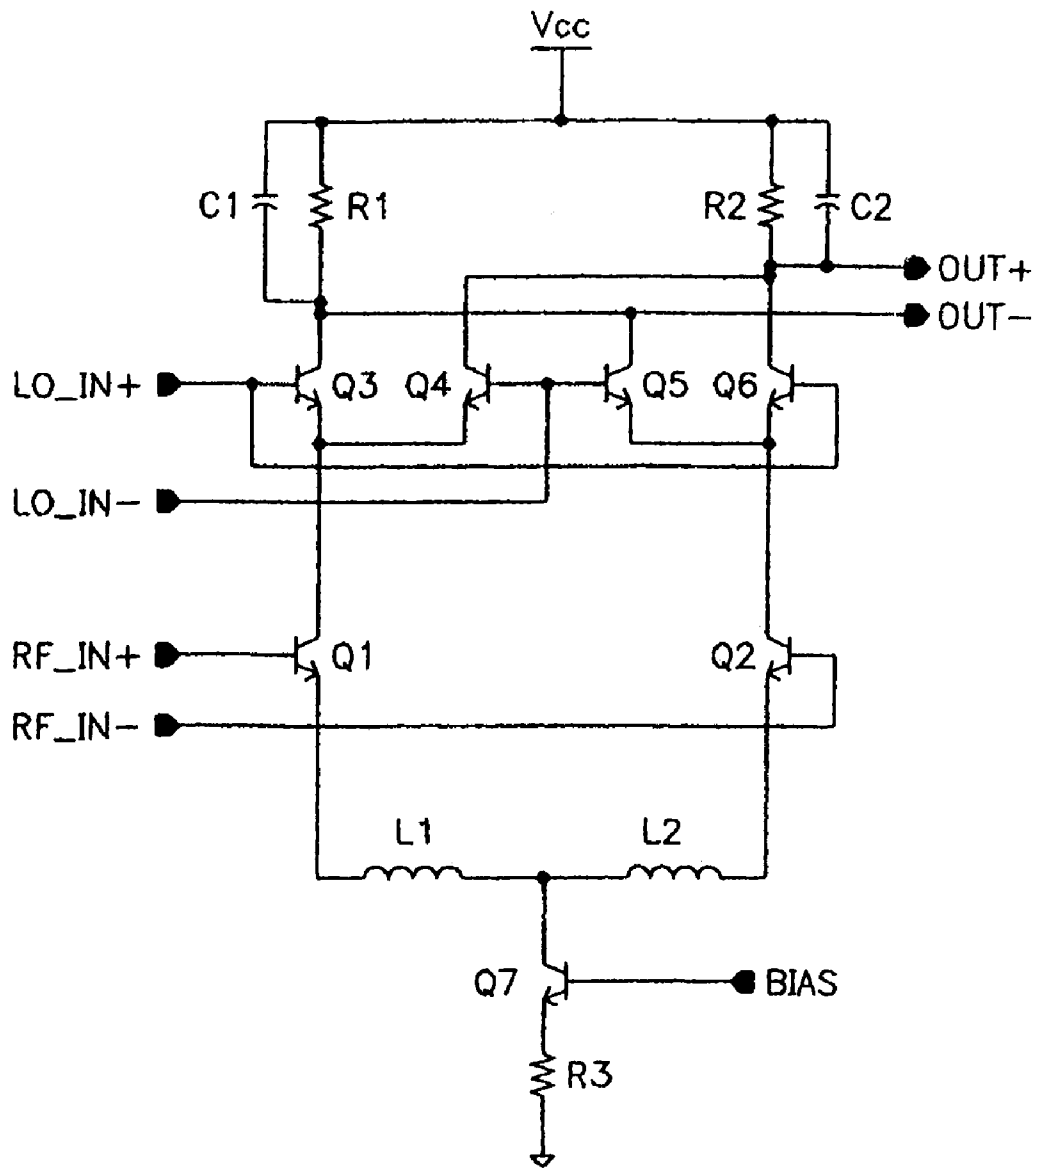 Vcc
C1 R1 R2 C2
OUT+
OUT-
LO_IN+ Q3 Q4 Q5 Q6
LO_IN-
RF_IN+ Q1 Q2
RF_IN-
L1 L2
Q7 BIAS
R3